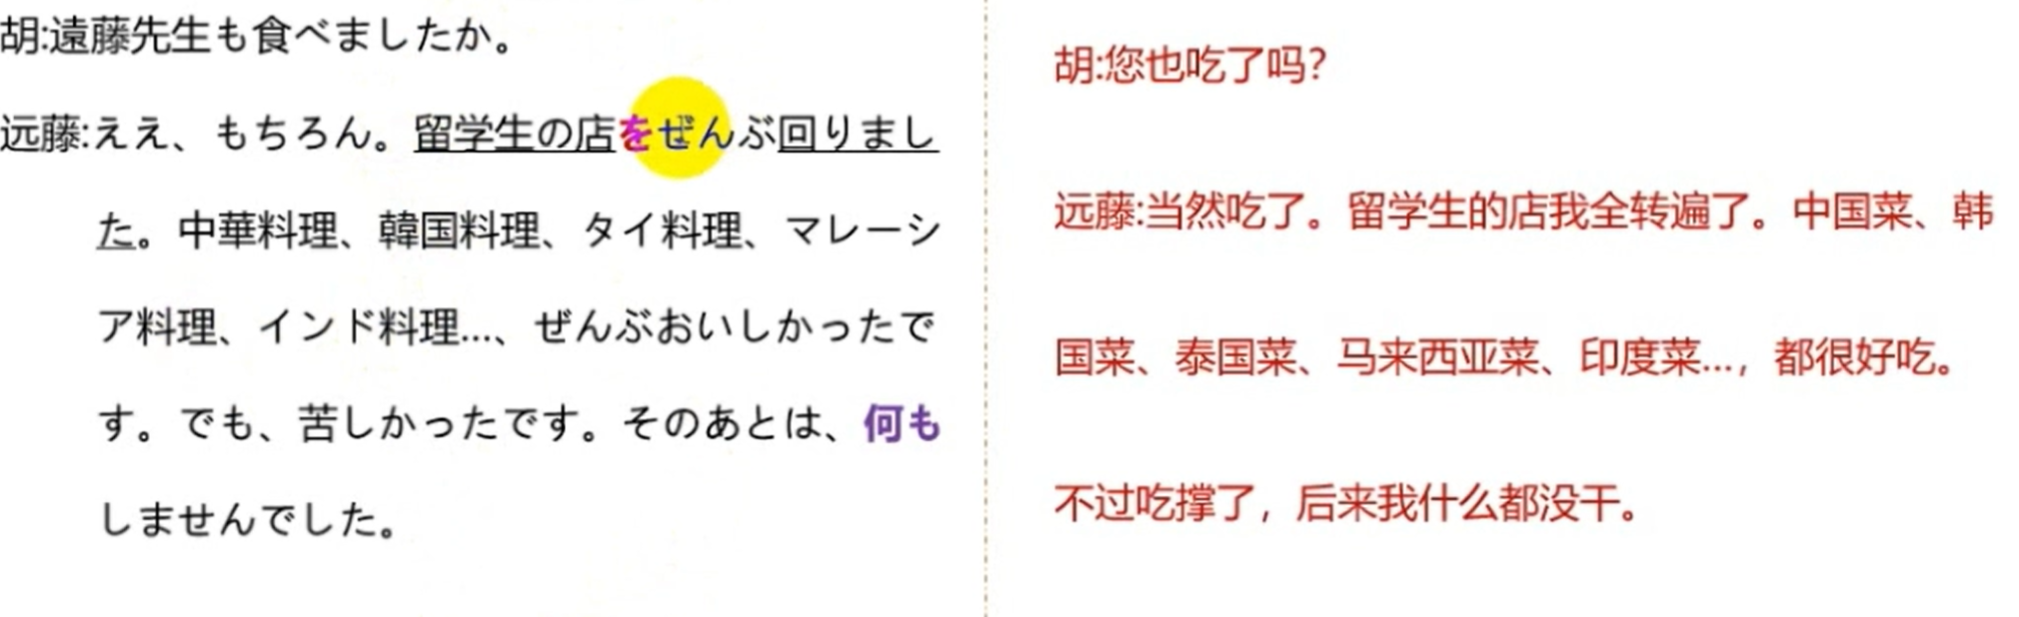 胡:遠藤先生も食べましたか。
远藤:ええ、もちろん。留学生の店をぜんぶ回りまし
た。中華料理、韓国料理、タイ料理、マレーシ
ア料理、インド料理…、ぜんぶおいしかったで
す。でも、苦しかったです。そのあとは、何も
しませんでした。
胡:您也吃了吗?
远藤:当然吃了。留学生的店我全转遍了。中国菜、韩
国菜、泰国菜、马来西亚菜、印度菜…，都很好吃。
不过吃撑了，后来我什么都没干。